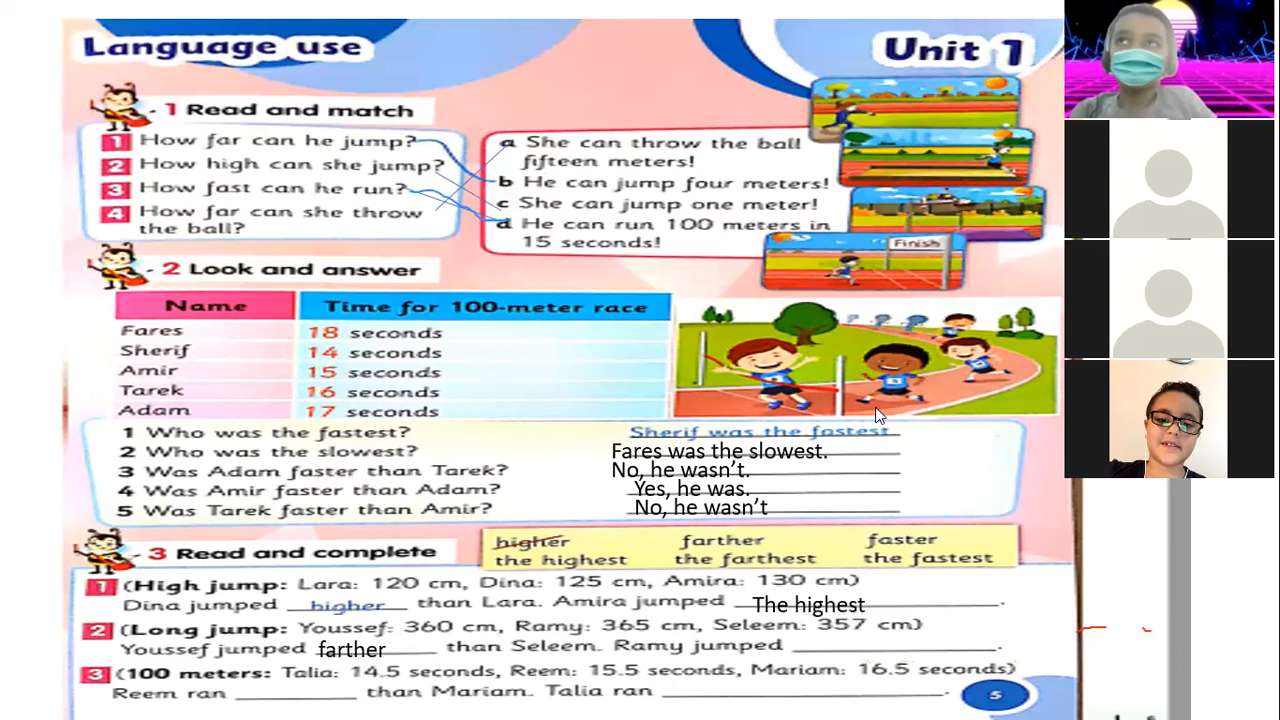 Language use
Unit 1
1 Read and match
1 How far can he jump?
2 How high can she jump?
3 How fast can he run?
4 How far can she throw
the ball?
a She can throw the ball
fifteen meters!
b He can jump four meters!
c She can jump one meter!
d He can run 100 meters in
15 seconds!
Finish
2 Look and answer
Name Time for 100-meter race
Fares 18 seconds
Sherif 14 seconds
Amir 15 seconds
Tarek 16 seconds
Adam 17 seconds
1 Who was the fastest? Sherif was the fastest
2 Who was the slowest? Fares was the slowest.
3 Was Adam faster than Tarek? No, he wasn't.
4 Was Amir faster than Adam? Yes, he was.
5 Was Tarek faster than Amir? No, he wasn't
3 Read and complete
higher farther faster
the highest the farthest the fastest
1 (High jump: Lara: 120 cm, Dina: 125 cm, Amira: 130 cm)
Dina jumped higher than Lara. Amira jumped The highest.
2 (Long jump: Youssef: 360 cm, Ramy: 365 cm, Seleem: 357 cm)
Youssef jumped farther than Seleem. Ramy jumped ____.
3 (100 meters: Talia: 14.5 seconds, Reem: 15.5 seconds, Mariam: 16.5 seconds)
Reem ran ____ than Mariam. Talia ran ____.
5